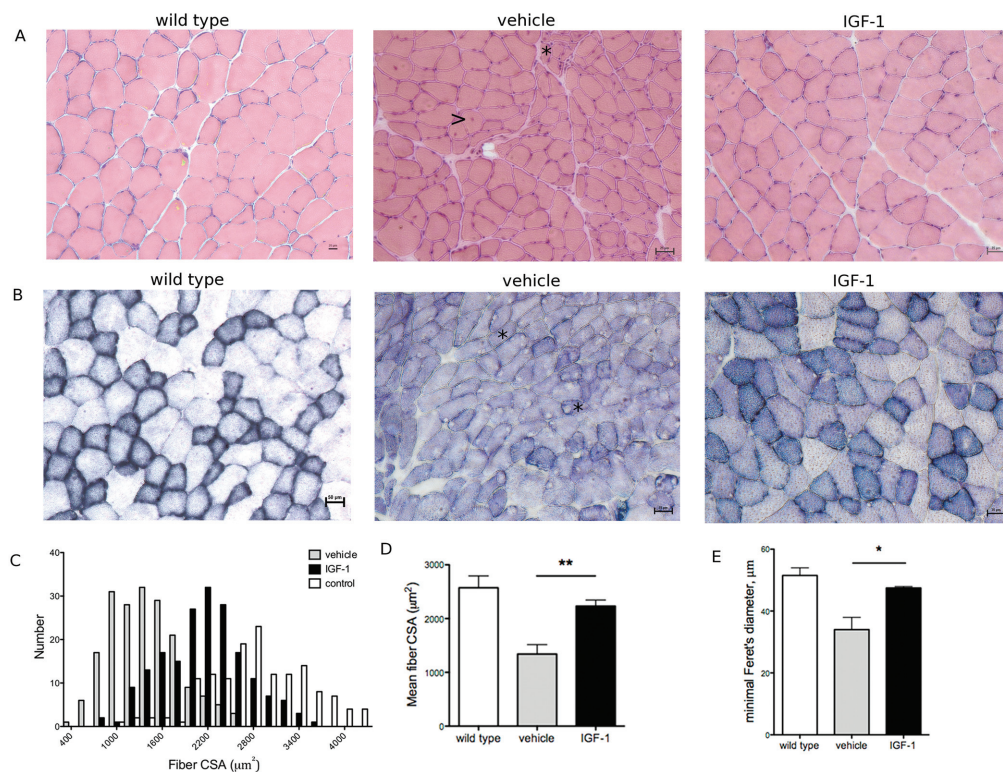 wild type
vehicle
IGF-1
A
*
>
wild type
vehicle
IGF-1
B
*
*
50 µm
C
vehicle
IGF-1
control
Number
40
30
20
10
0
400
1000
1600
2200
2800
3400
4000
Fiber CSA (µm²)
D
**
Mean fiber CSA (µm²)
3000
2000
1000
0
wild type
vehicle
IGF-1
E
*
minimal Feret's diameter, µm
60
40
20
0
wild type
vehicle
IGF-1